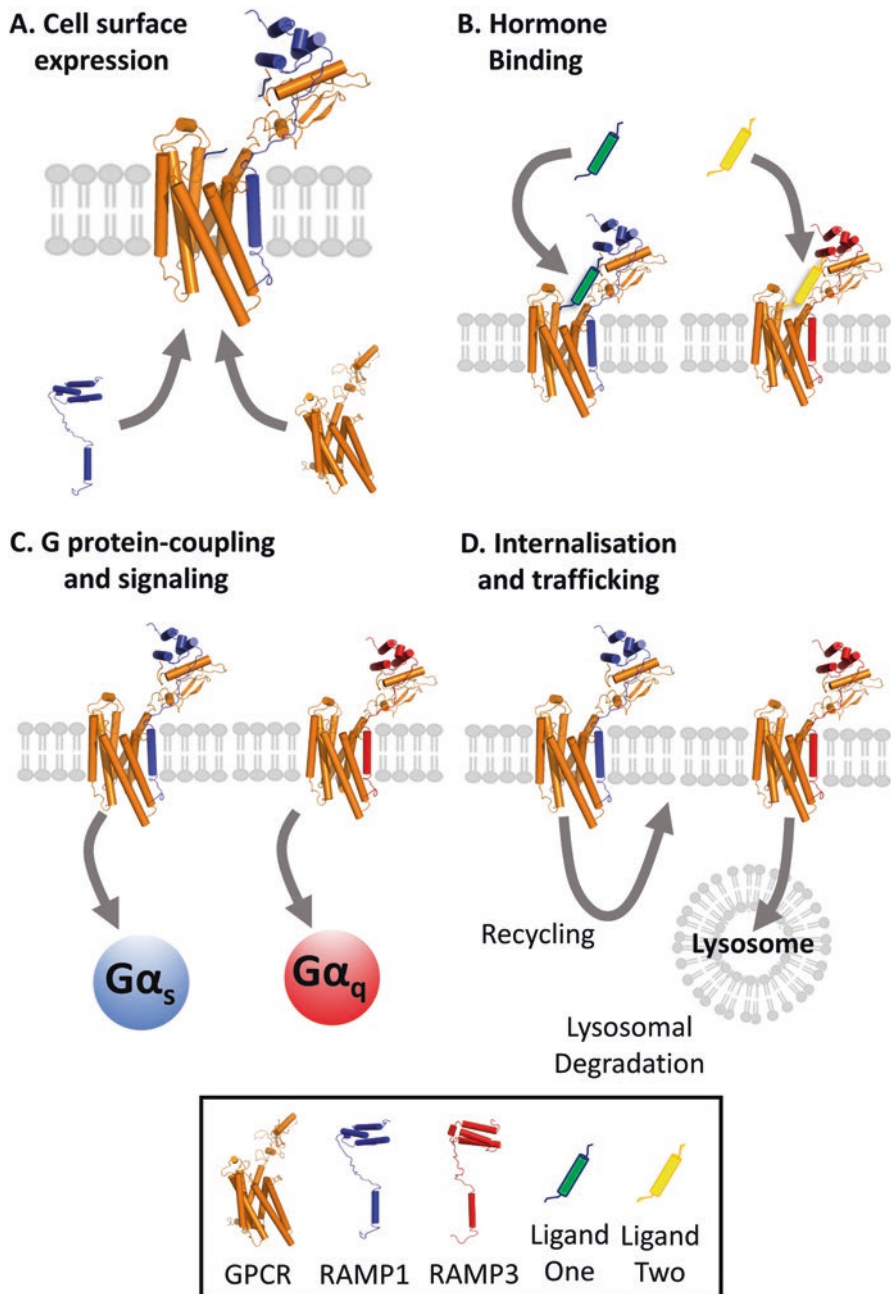 A. Cell surface
expression
B. Hormone
Binding
C. G protein-coupling
and signaling
Gαs
Gαq
D. Internalisation
and trafficking
Recycling
Lysosome
Lysosomal
Degradation
GPCR
RAMP1
RAMP3
Ligand
One
Ligand
Two